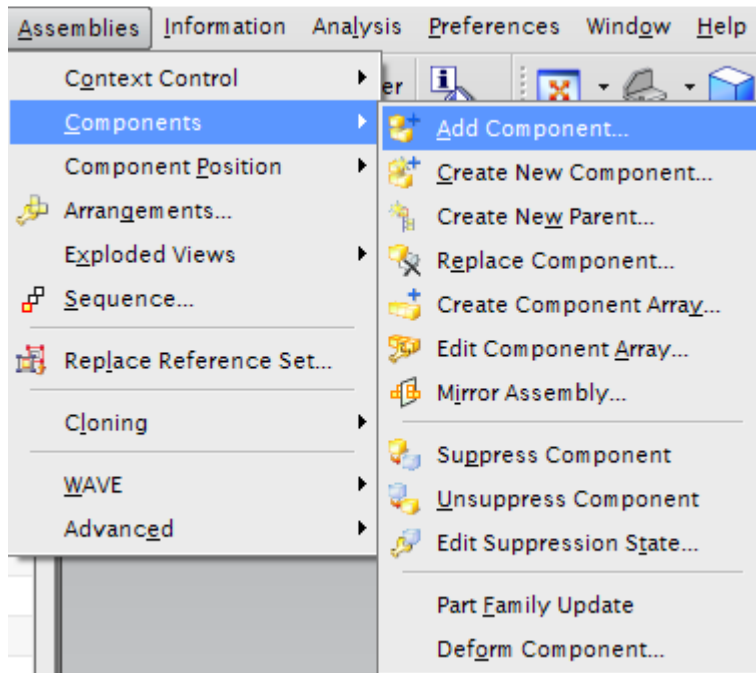 Assemblies Information Analysis Preferences Window Help
er
Context Control
Components
Component Position
Arrangements...
Exploded Views
Sequence...
Replace Reference Set...
Cloning
WAVE
Advanced
Add Component...
Create New Component...
Create New Parent...
Replace Component...
Create Component Array...
Edit Component Array...
Mirror Assembly...
Suppress Component
Unsuppress Component
Edit Suppression State...
Part Family Update
Deform Component...